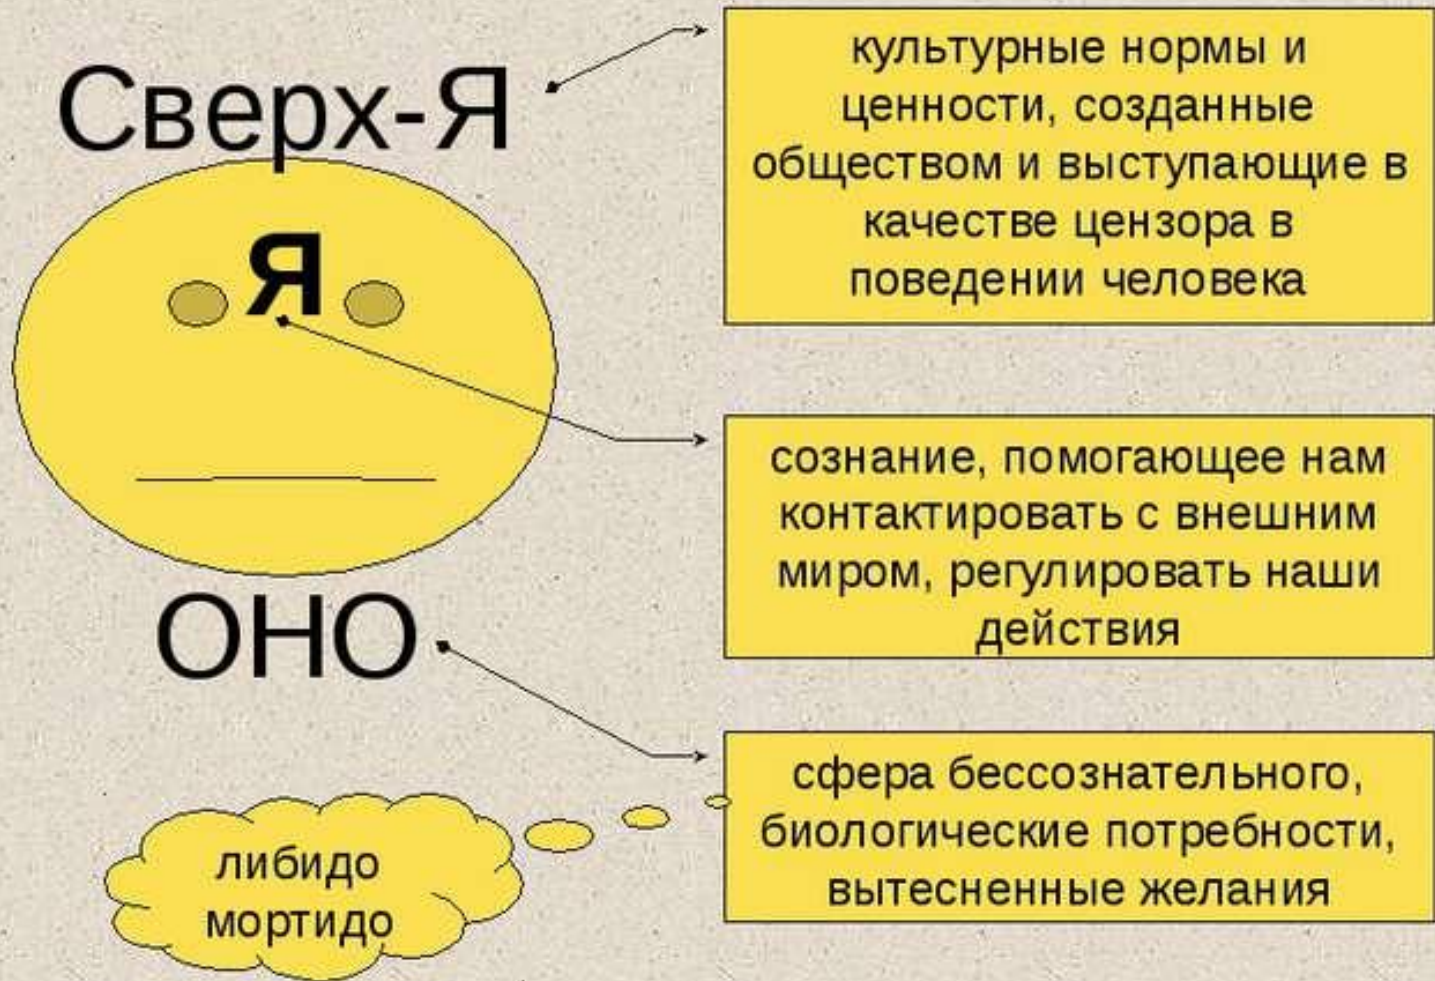 Сверх-Я
культурные нормы и
ценности, созданные
обществом и выступающие в
качестве цензора в
поведении человека
Я
сознание, помогающее нам
контактировать с внешним
миром, регулировать наши
действия
ОНО
сфера бессознательного,
биологические потребности,
вытесненные желания
либидо
мортидо